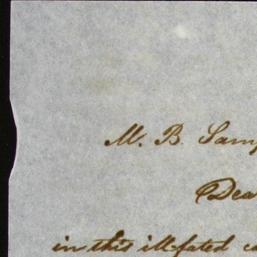 M. B. Samp
Dea
in this ill-fated c